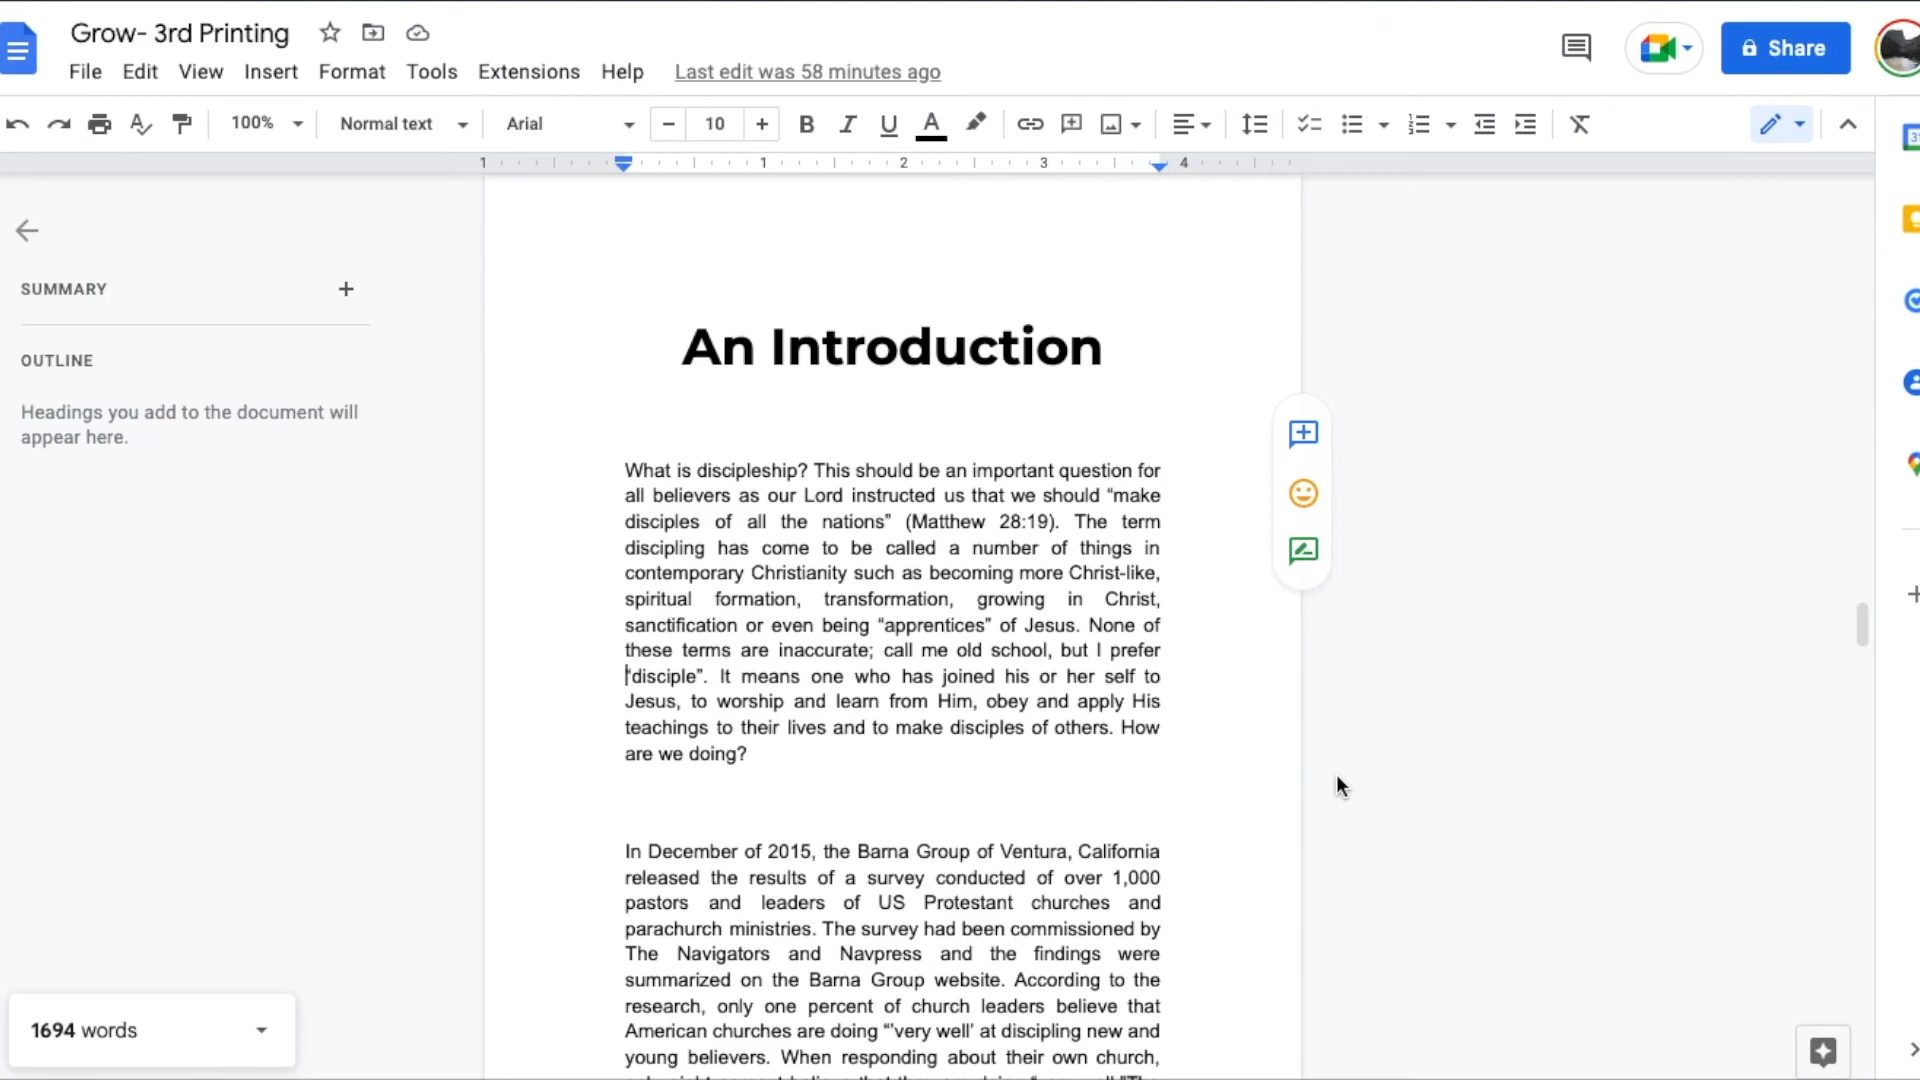 Grow- 3rd Printing
File Edit View Insert Format Tools Extensions Help Last edit was 58 minutes ago
Share
100% Normal text Arial 10
1 1 2 3 4
SUMMARY
OUTLINE
Headings you add to the document will
appear here.
An Introduction
What is discipleship? This should be an important question for
all believers as our Lord instructed us that we should “make
disciples of all the nations” (Matthew 28:19). The term
discipling has come to be called a number of things in
contemporary Christianity such as becoming more Christ-like,
spiritual formation, transformation, growing in Christ,
sanctification or even being “apprentices” of Jesus. None of
these terms are inaccurate; call me old school, but I prefer
“disciple”. It means one who has joined his or her self to
Jesus, to worship and learn from Him, obey and apply His
teachings to their lives and to make disciples of others. How
are we doing?
In December of 2015, the Barna Group of Ventura, California
released the results of a survey conducted of over 1,000
pastors and leaders of US Protestant churches and
parachurch ministries. The survey had been commissioned by
The Navigators and Navpress and the findings were
summarized on the Barna Group website. According to the
research, only one percent of church leaders believe that
American churches are doing “’very well’ at discipling new and
young believers. When responding about their own church,
1694 words